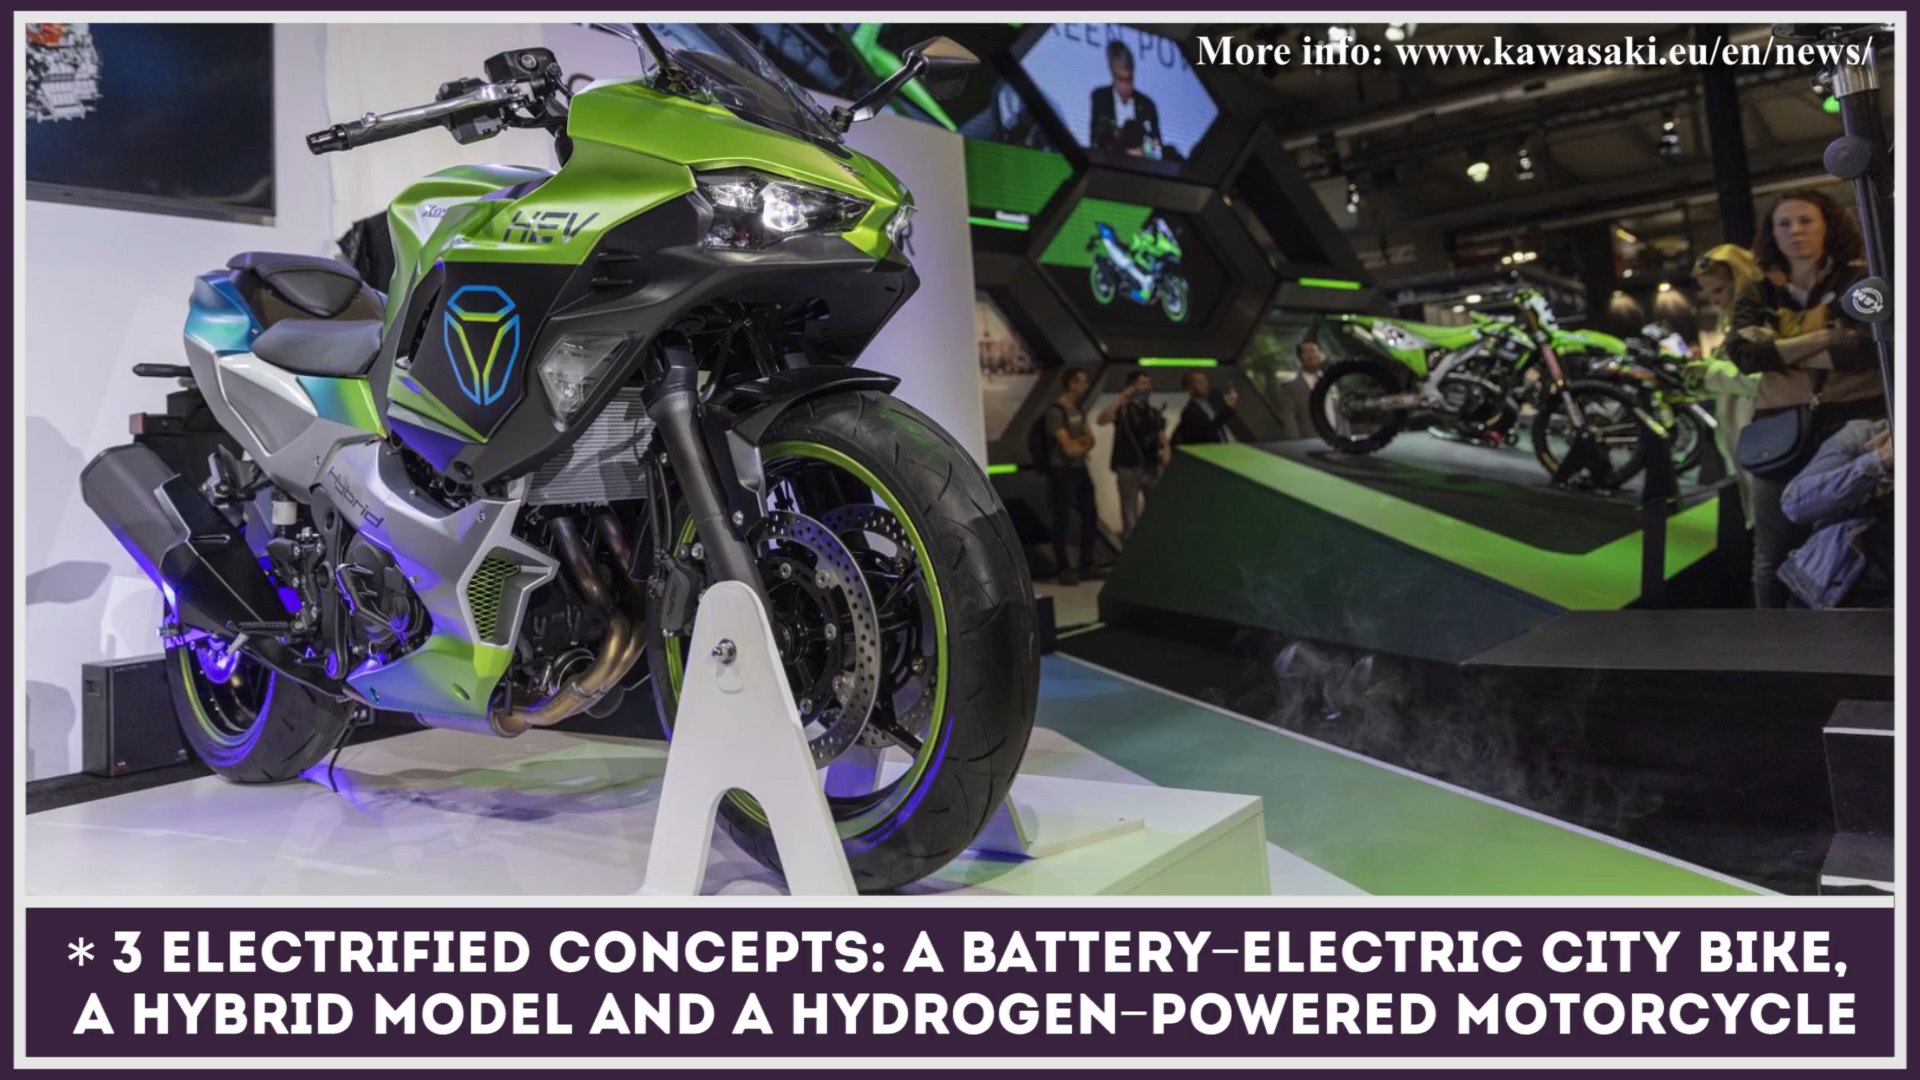 More info: www.kawasaki.eu/en/news/
HEV
Hybrid
* 3 ELECTRIFIED CONCEPTS: A BATTERY-ELECTRIC CITY BIKE,
A HYBRID MODEL AND A HYDROGEN-POWERED MOTORCYCLE